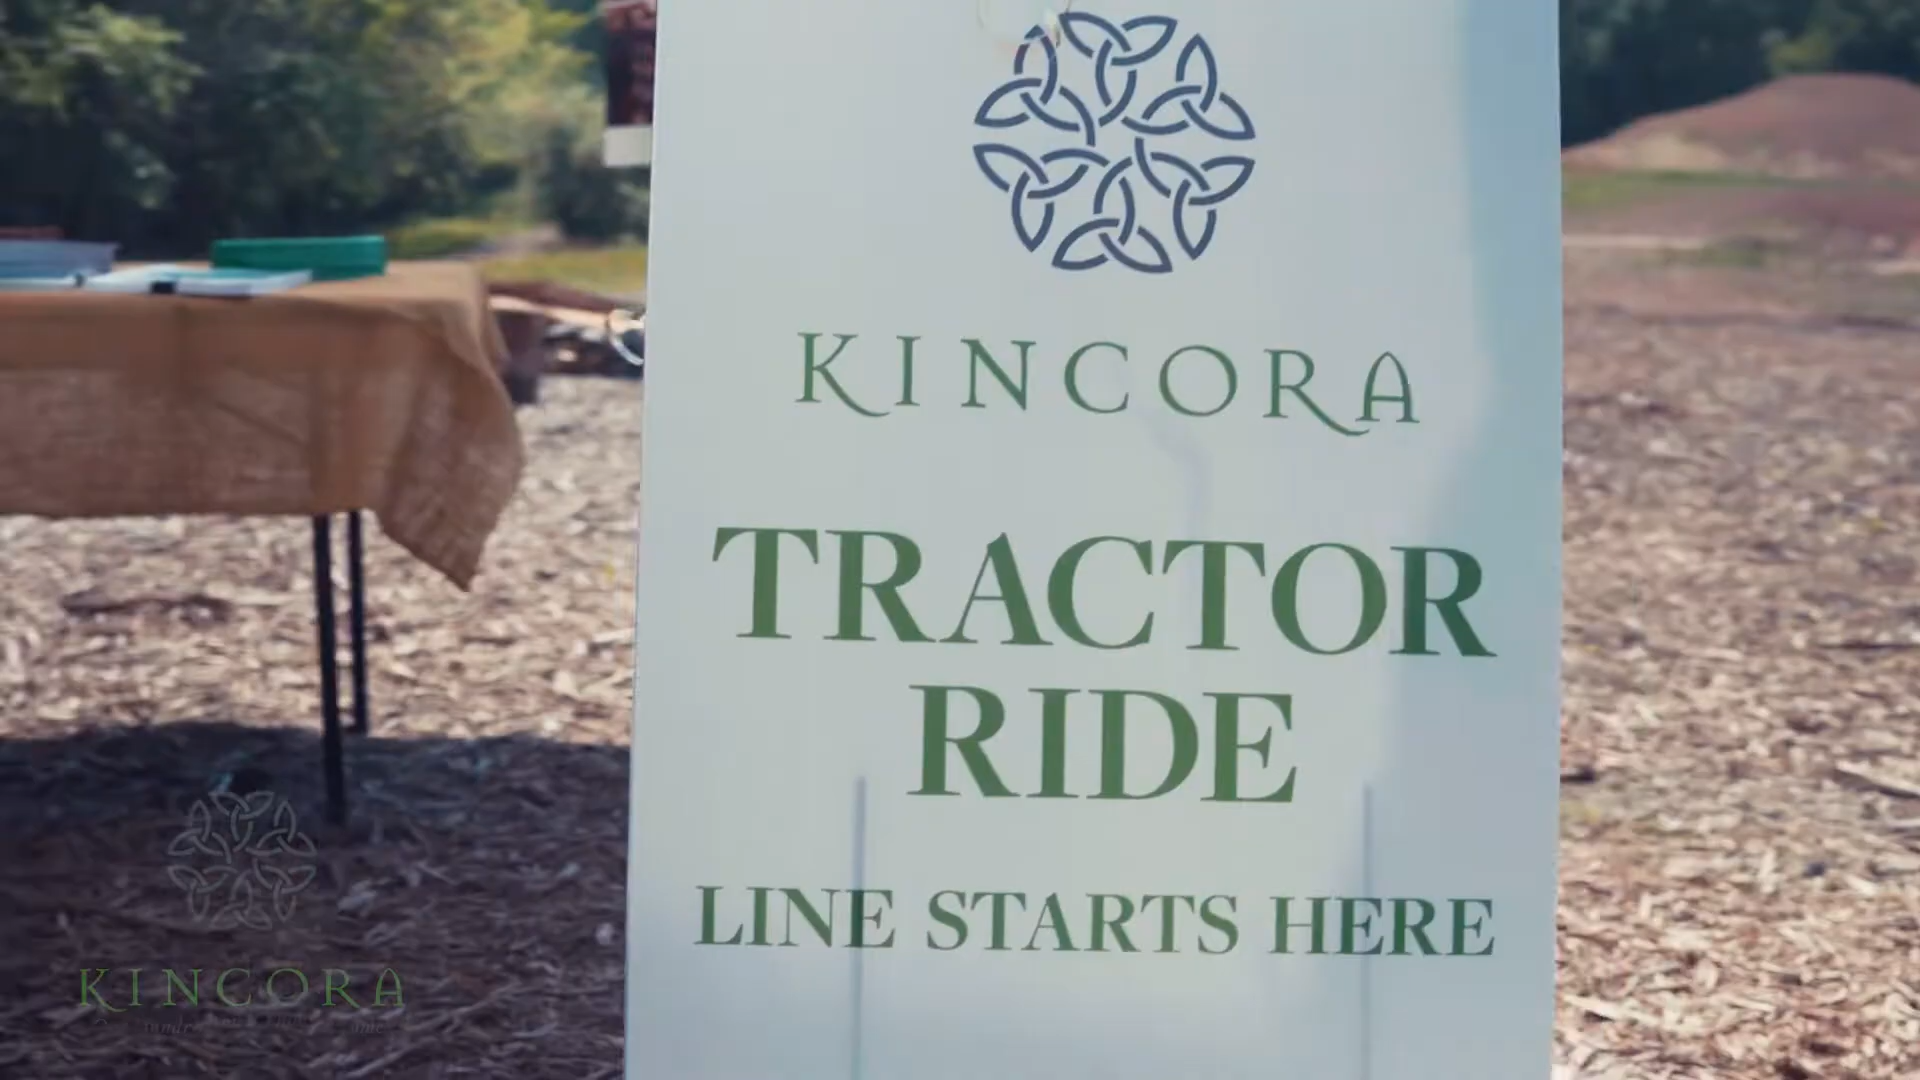 KINCORA
TRACTOR
RIDE
LINE STARTS HERE
KINCORA